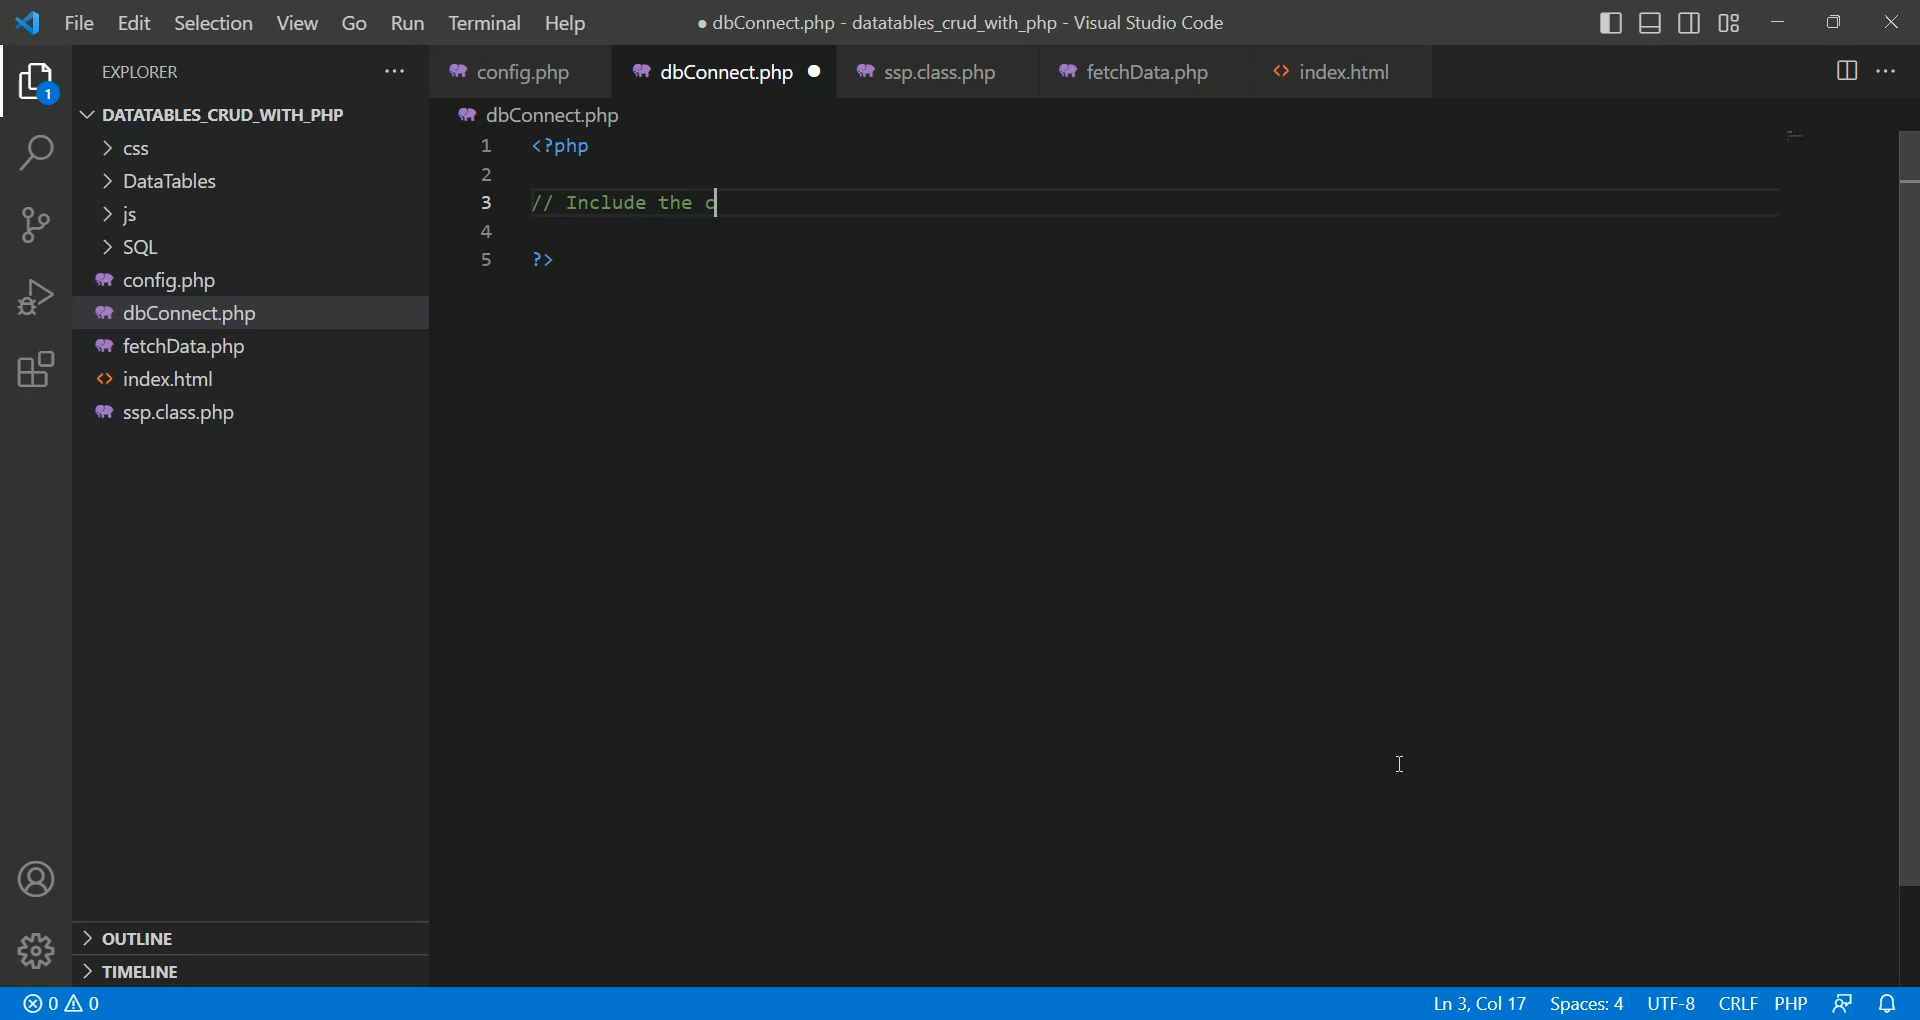 File Edit Selection View Go Run Terminal Help
● dbConnect.php - datatables_crud_with_php - Visual Studio Code
EXPLORER
config.php
dbConnect.php
ssp.class.php
fetchData.php
index.html
1
DATATABLES_CRUD_WITH_PHP
css
DataTables
js
SQL
config.php
dbConnect.php
fetchData.php
index.html
ssp.class.php
OUTLINE
TIMELINE
dbConnect.php
1 <?php
2
3 // Include the c
4
5 ?>
0 0
Ln 3, Col 17 Spaces: 4 UTF-8 CRLF PHP